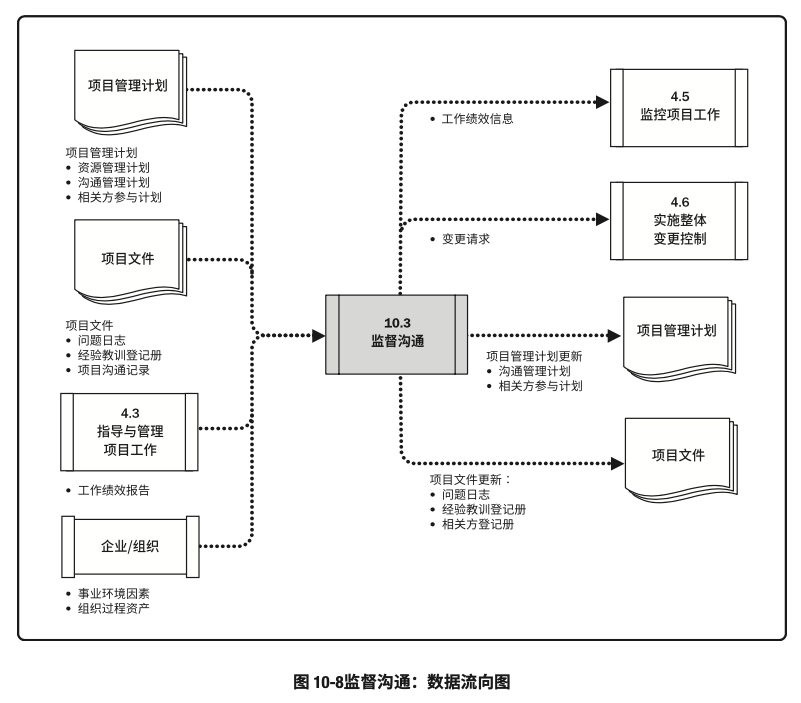 项目管理计划
项目管理计划
• 资源管理计划
• 沟通管理计划
• 相关方参与计划
项目文件
项目文件
• 问题日志
• 经验教训登记册
• 项目沟通记录
4.3
指导与管理
项目工作
• 工作绩效报告
企业/组织
• 事业环境因素
• 组织过程资产
10.3
监督沟通
• 工作绩效信息
4.5
监控项目工作
• 变更请求
4.6
实施整体
变更控制
项目管理计划更新
• 沟通管理计划
• 相关方参与计划
项目管理计划
项目文件更新：
• 问题日志
• 经验教训登记册
• 相关方登记册
项目文件
图 10-8监督沟通：数据流向图